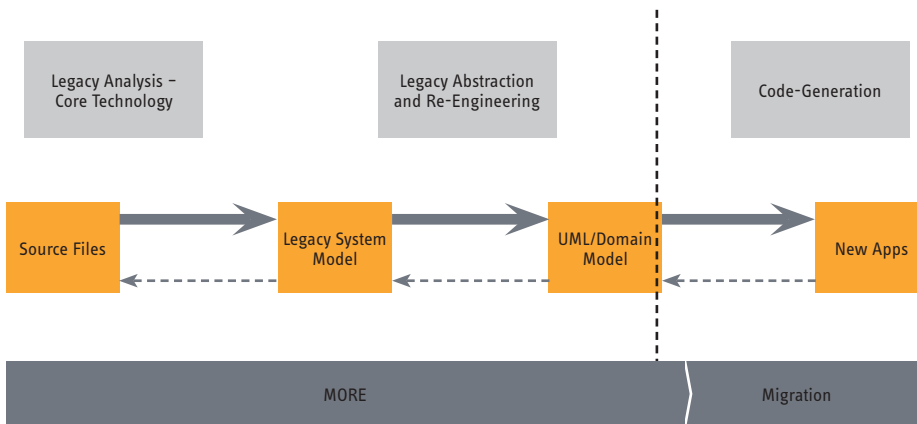 Legacy Analysis –
Core Technology
Legacy Abstraction
and Re-Engineering
Code-Generation
Source Files
Legacy System
Model
UML/Domain
Model
New Apps
MORE
Migration